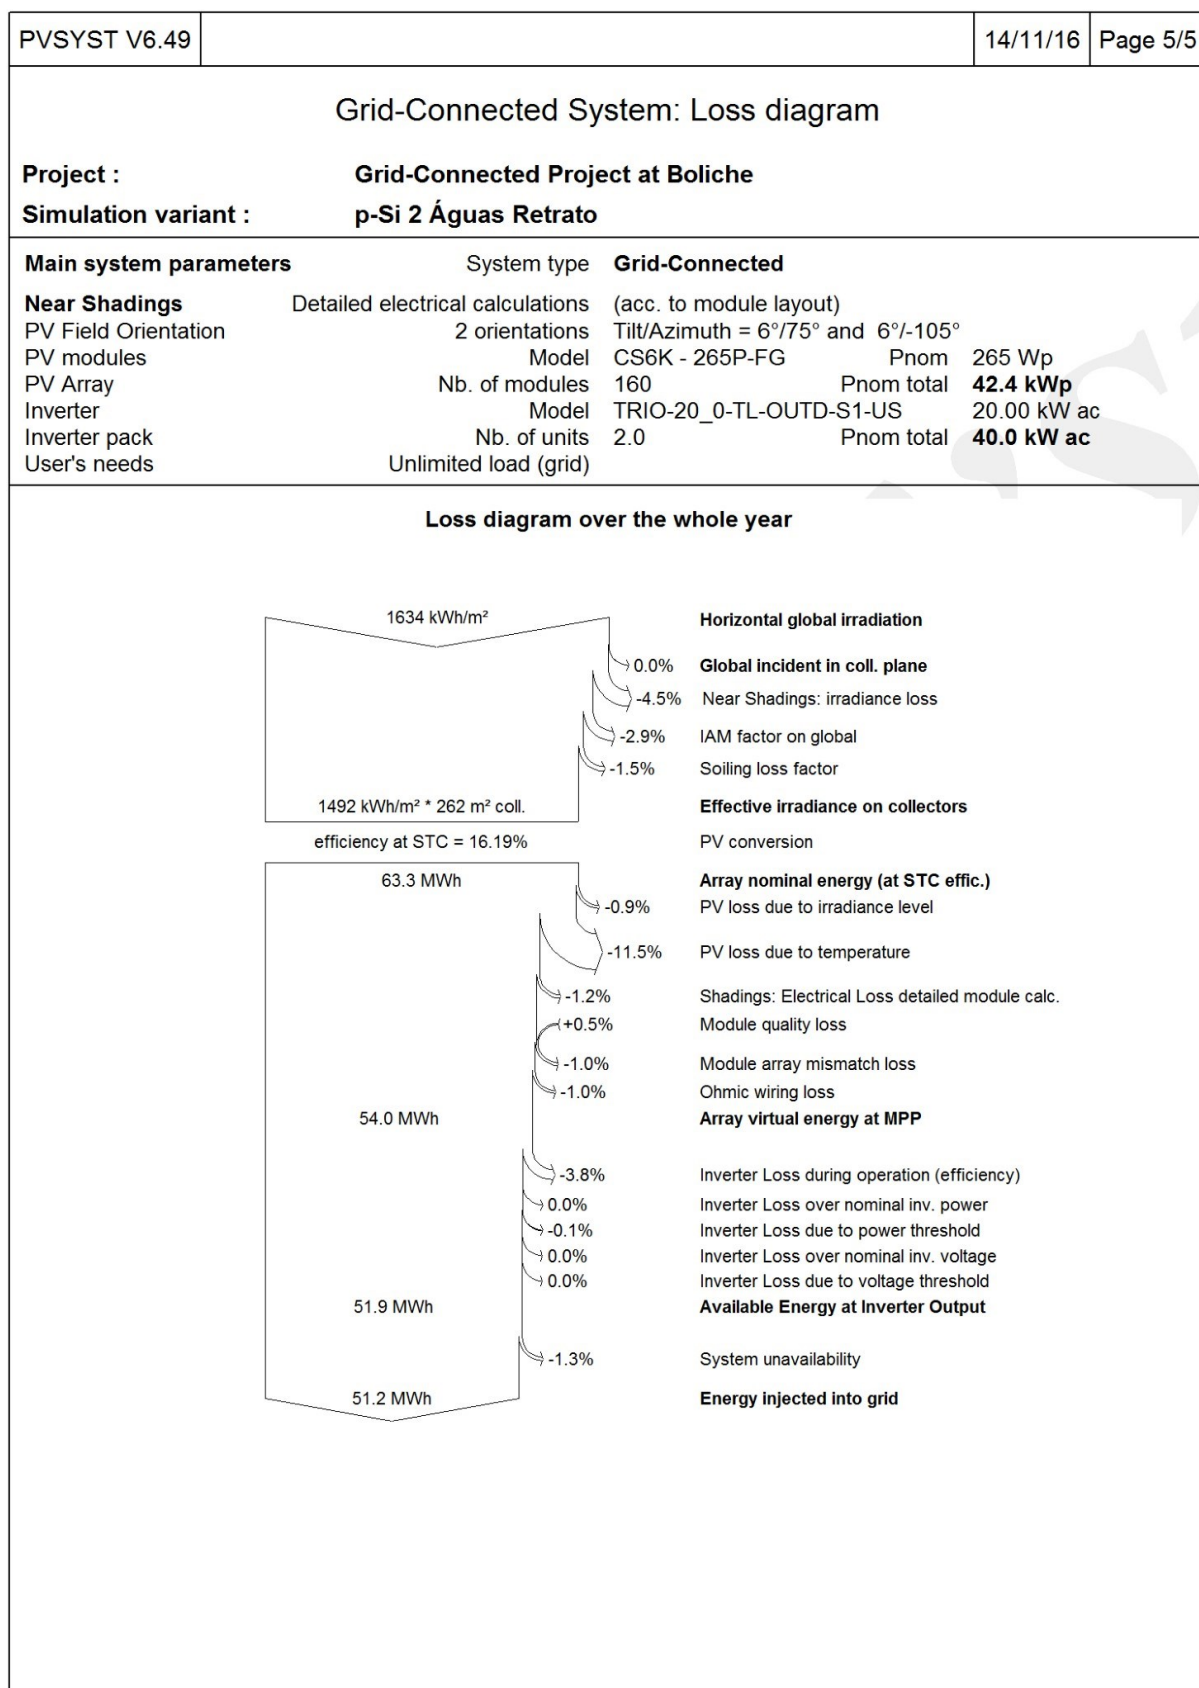 PVSYST V6.49 14/11/16 Page 5/5
Grid-Connected System: Loss diagram
Project : Grid-Connected Project at Boliche
Simulation variant : p-Si 2 Águas Retrato
Main system parameters System type Grid-Connected
Near Shadings Detailed electrical calculations (acc. to module layout)
PV Field Orientation 2 orientations Tilt/Azimuth = 6°/75° and 6°/-105°
PV modules Model CS6K - 265P-FG Pnom 265 Wp
PV Array Nb. of modules 160 Pnom total 42.4 kWp
Inverter Model TRIO-20_0-TL-OUTD-S1-US 20.00 kW ac
Inverter pack Nb. of units 2.0 Pnom total 40.0 kW ac
User's needs Unlimited load (grid)
Loss diagram over the whole year
1634 kWh/m² Horizontal global irradiation
0.0% Global incident in coll. plane
-4.5% Near Shadings: irradiance loss
-2.9% IAM factor on global
-1.5% Soiling loss factor
1492 kWh/m² * 262 m² coll. Effective irradiance on collectors
efficiency at STC = 16.19% PV conversion
63.3 MWh Array nominal energy (at STC effic.)
-0.9% PV loss due to irradiance level
-11.5% PV loss due to temperature
-1.2% Shadings: Electrical Loss detailed module calc.
+0.5% Module quality loss
-1.0% Module array mismatch loss
-1.0% Ohmic wiring loss
54.0 MWh Array virtual energy at MPP
-3.8% Inverter Loss during operation (efficiency)
0.0% Inverter Loss over nominal inv. power
-0.1% Inverter Loss due to power threshold
0.0% Inverter Loss over nominal inv. voltage
0.0% Inverter Loss due to voltage threshold
51.9 MWh Available Energy at Inverter Output
-1.3% System unavailability
51.2 MWh Energy injected into grid